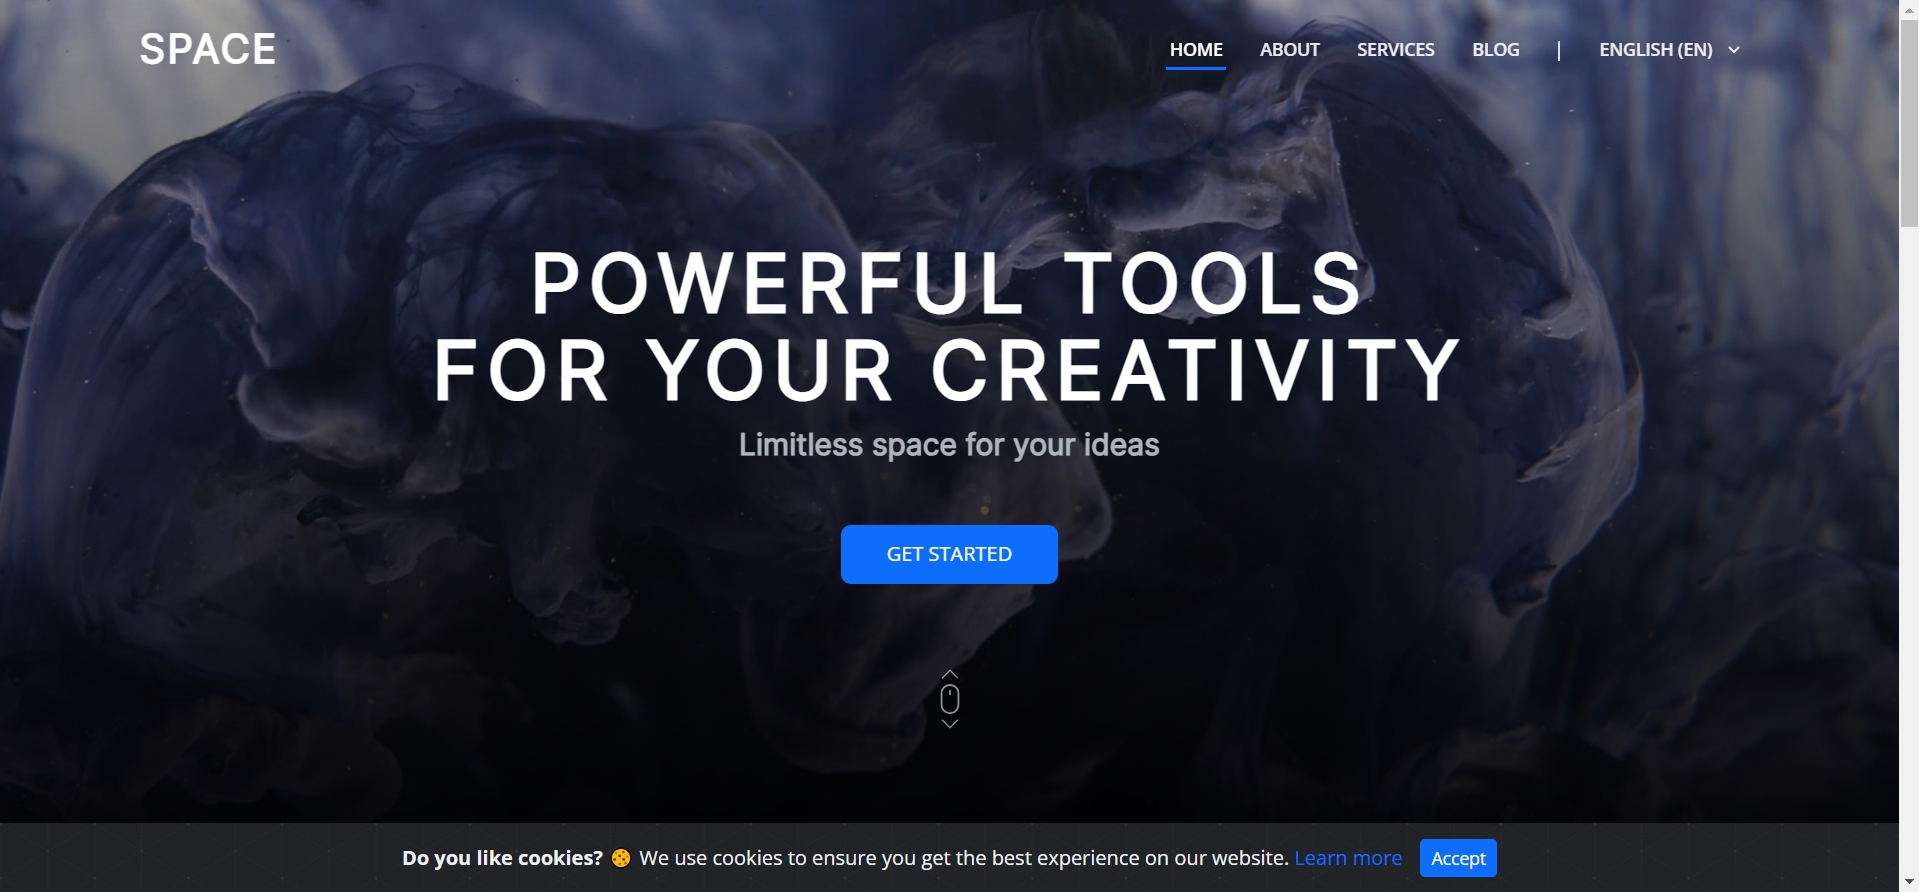 SPACE
HOME ABOUT SERVICES BLOG | ENGLISH (EN)
POWERFUL TOOLS
FOR YOUR CREATIVITY
Limitless space for your ideas
GET STARTED
Do you like cookies? 🍪 We use cookies to ensure you get the best experience on our website. Learn more Accept